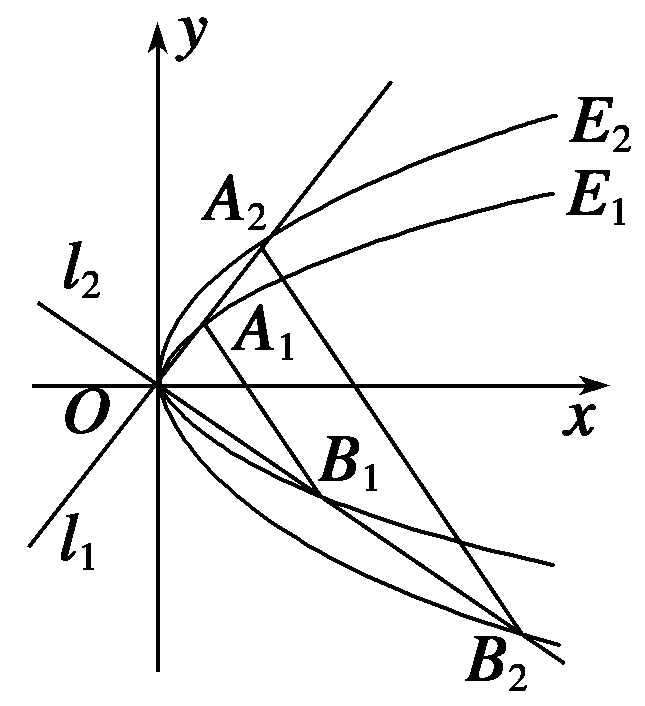 y
E₂
E₁
A₂
l₂
A₁
O
x
B₁
l₁
B₂